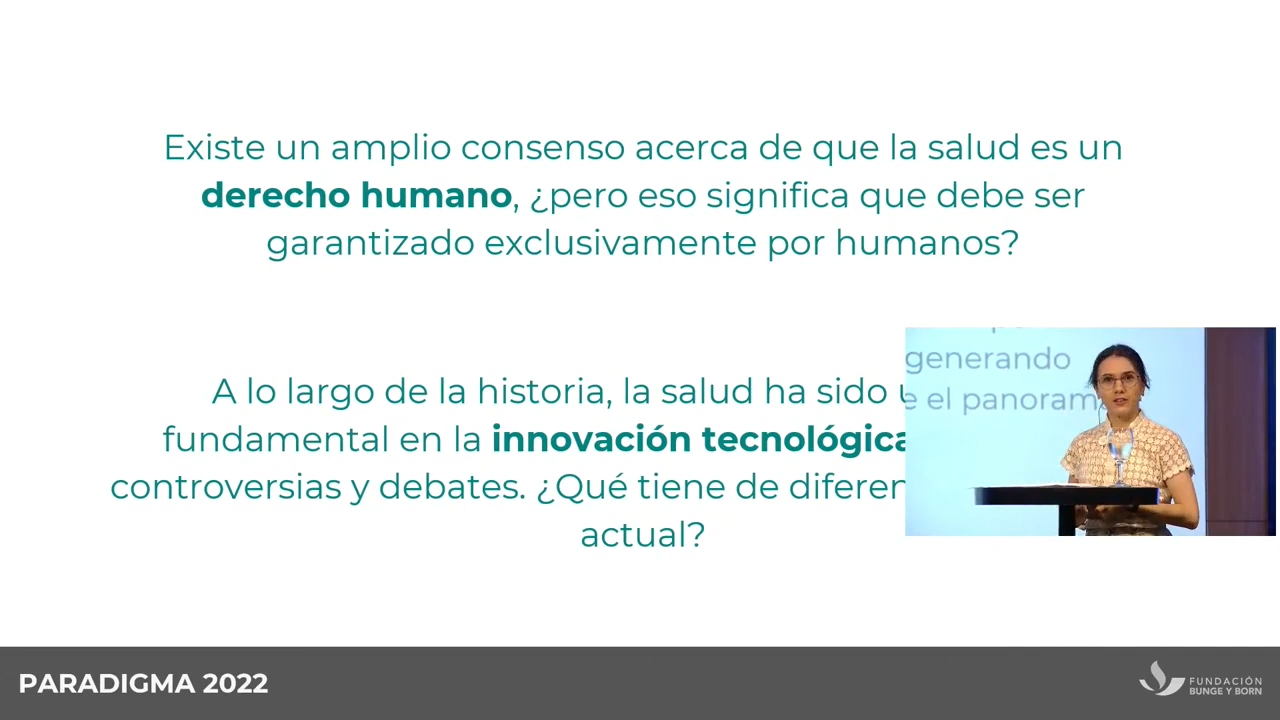 Existe un amplio consenso acerca de que la salud es un
derecho humano, ¿pero eso significa que debe ser
garantizado exclusivamente por humanos?
A lo largo de la historia, la salud ha sido
fundamental en la innovación tecnológica
controversias y debates. ¿Qué tiene de
actual?
generando
e el panorama
PARADIGMA 2022
FUNDACIÓN
BUNGE Y BORN